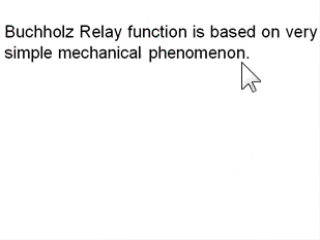 Buchholz Relay function is based on very
simple mechanical phenomenon.